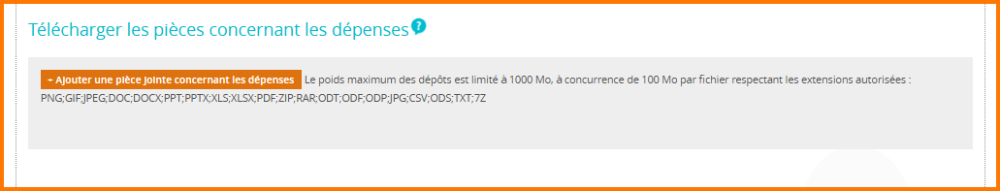 Télécharger les pièces concernant les dépenses ?
+ Ajouter une pièce jointe concernant les dépenses Le poids maximum des dépôts est limité à 1000 Mo, à concurrence de 100 Mo par fichier respectant les extensions autorisées :
PNG;GIF;JPEG;DOC;DOCX;PPT;PPTX;XLS;XLSX;PDF;ZIP;RAR;ODT;ODF;ODP;JPG;CSV;ODS;TXT;7Z